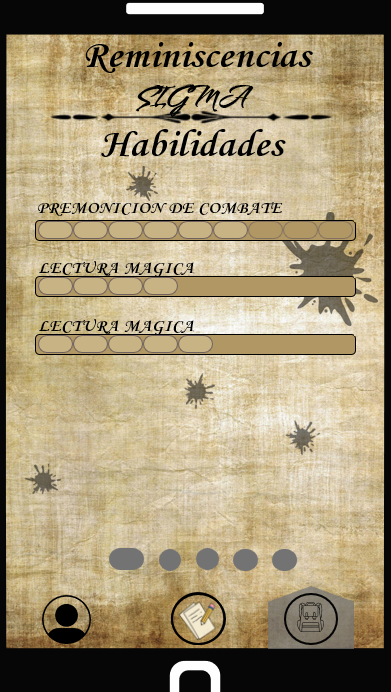 Reminiscencias
SIGMA
Habilidades
PREMONICION DE COMBATE
LECTURA MAGICA
LECTURA MAGICA